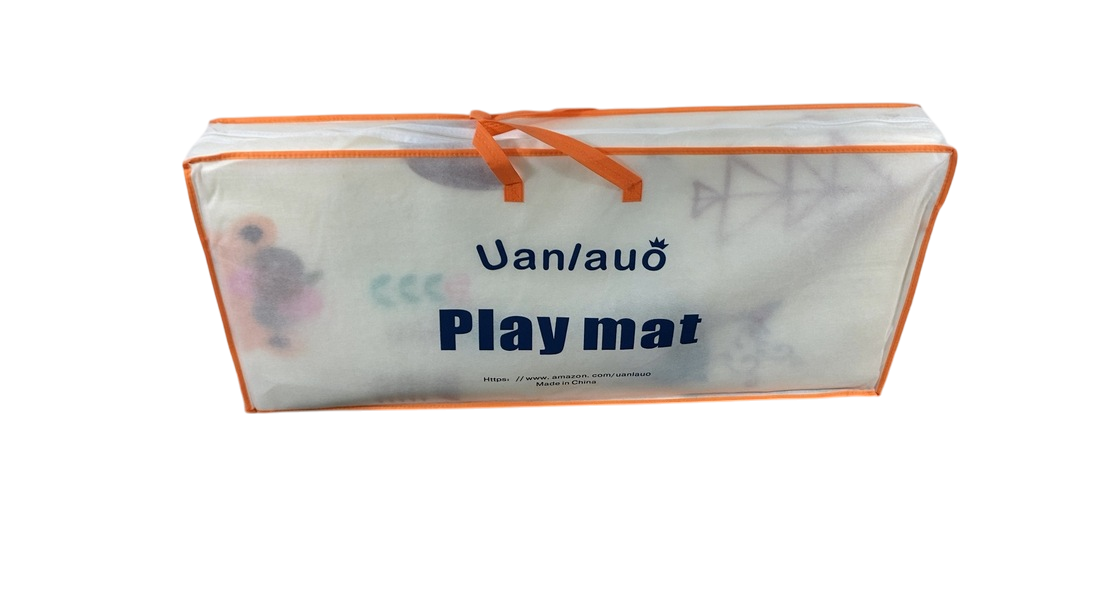 Uanlauo
Play mat
Https: //www.amazon.com/uanlauo
Made in China